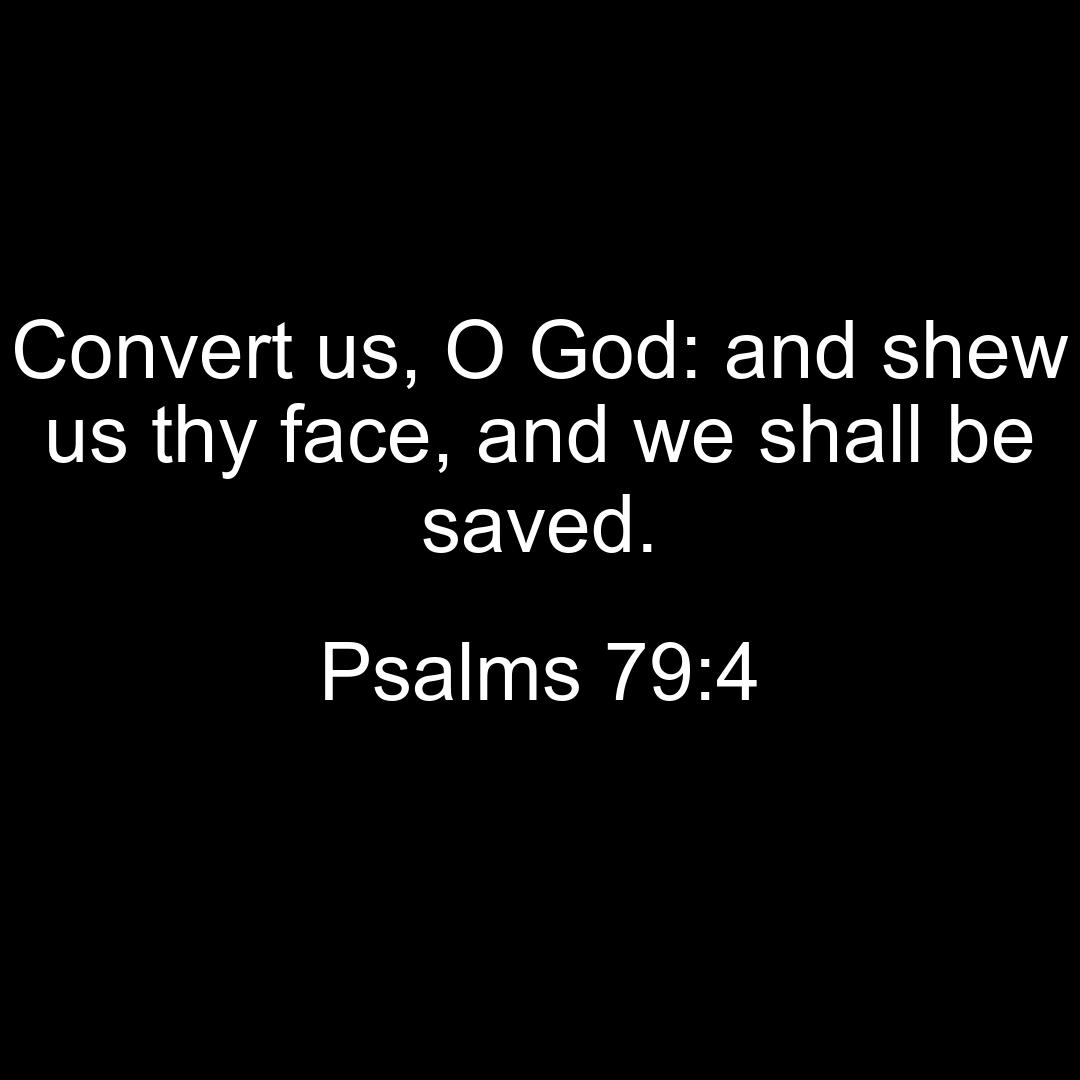 Convert us, O God: and shew
us thy face, and we shall be
saved.
Psalms 79:4